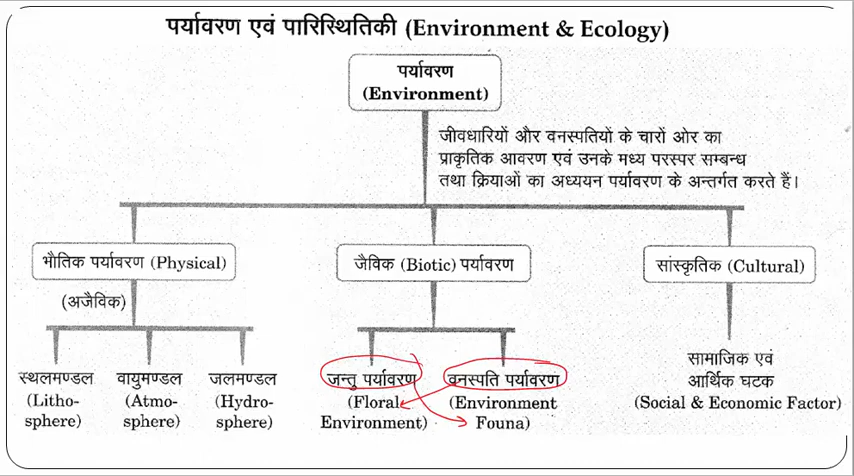 पर्यावरण एवं पारिस्थितिकी (Environment & Ecology)
पर्यावरण
(Environment)
जीवधारियों और वनस्पतियों के चारों ओर का
प्राकृतिक आवरण एवं उनके मध्य परस्पर सम्बन्ध
तथा क्रियाओं का अध्ययन पर्यावरण के अन्तर्गत करते हैं।
भौतिक पर्यावरण (Physical)
(अजैविक)
स्थलमण्डल
(Litho-
sphere)
वायुमण्डल
(Atmo-
sphere)
जलमण्डल
(Hydro-
sphere)
जैविक (Biotic) पर्यावरण
जन्तु पर्यावरण
(Floral
Environment)
वनस्पति पर्यावरण
(Environment
Founa)
सांस्कृतिक (Cultural)
सामाजिक एवं
आर्थिक घटक
(Social & Economic Factor)